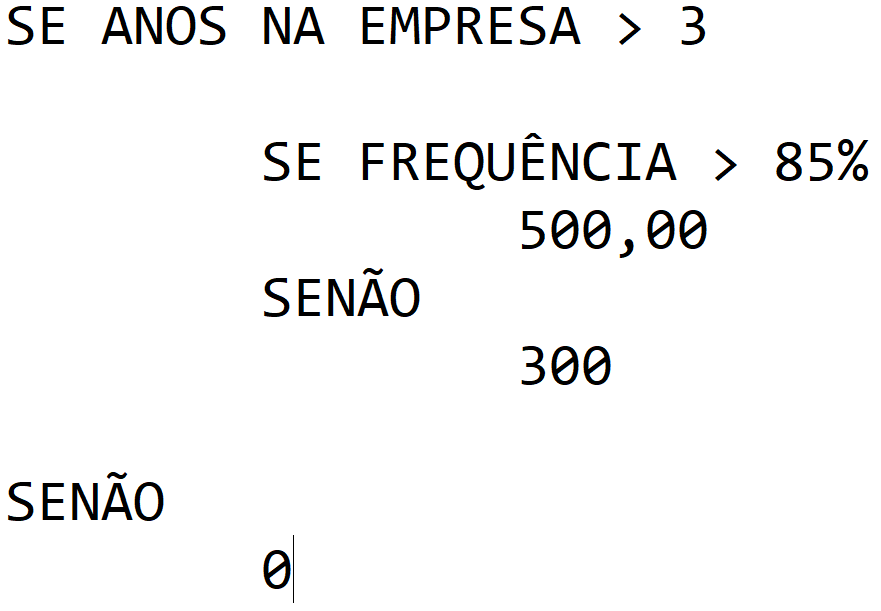 SE ANOS NA EMPRESA > 3
SE FREQUÊNCIA > 85%
500,00
SENÃO
300
SENÃO
0